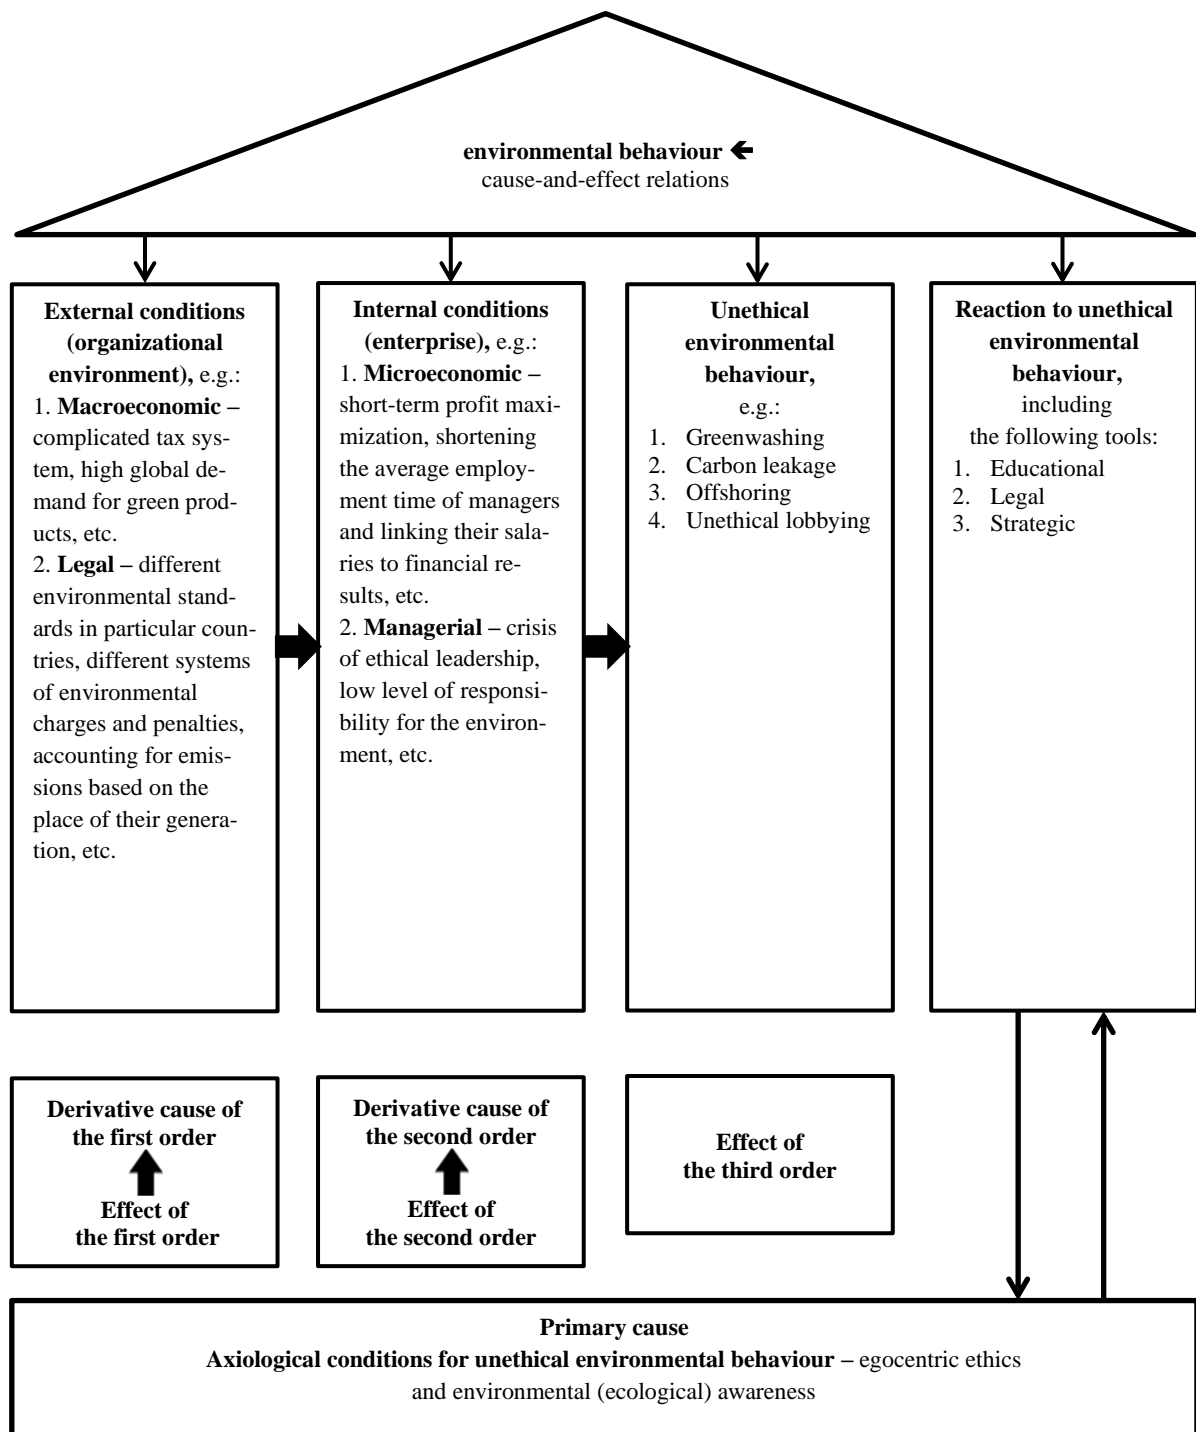 environmental behaviour 🡸
cause-and-effect relations
External conditions
(organizational
environment), e.g.:
1. Macroeconomic –
complicated tax sys-
tem, high global de-
mand for green prod-
ucts, etc.
2. Legal – different
environmental stand-
ards in particular coun-
tries, different systems
of environmental
charges and penalties,
accounting for emis-
sions based on the
place of their genera-
tion, etc.
Internal conditions
(enterprise), e.g.:
1. Microeconomic –
short-term profit maxi-
mization, shortening
the average employ-
ment time of managers
and linking their sala-
ries to financial re-
sults, etc.
2. Managerial – crisis
of ethical leadership,
low level of responsi-
bility for the environ-
ment, etc.
Unethical
environmental
behaviour,
e.g.:
1. Greenwashing
2. Carbon leakage
3. Offshoring
4. Unethical lobbying
Reaction to unethical
environmental
behaviour,
including
the following tools:
1. Educational
2. Legal
3. Strategic
Derivative cause of
the first order
Effect of
the first order
Derivative cause of
the second order
Effect of
the second order
Effect of
the third order
Primary cause
Axiological conditions for unethical environmental behaviour – egocentric ethics
and environmental (ecological) awareness